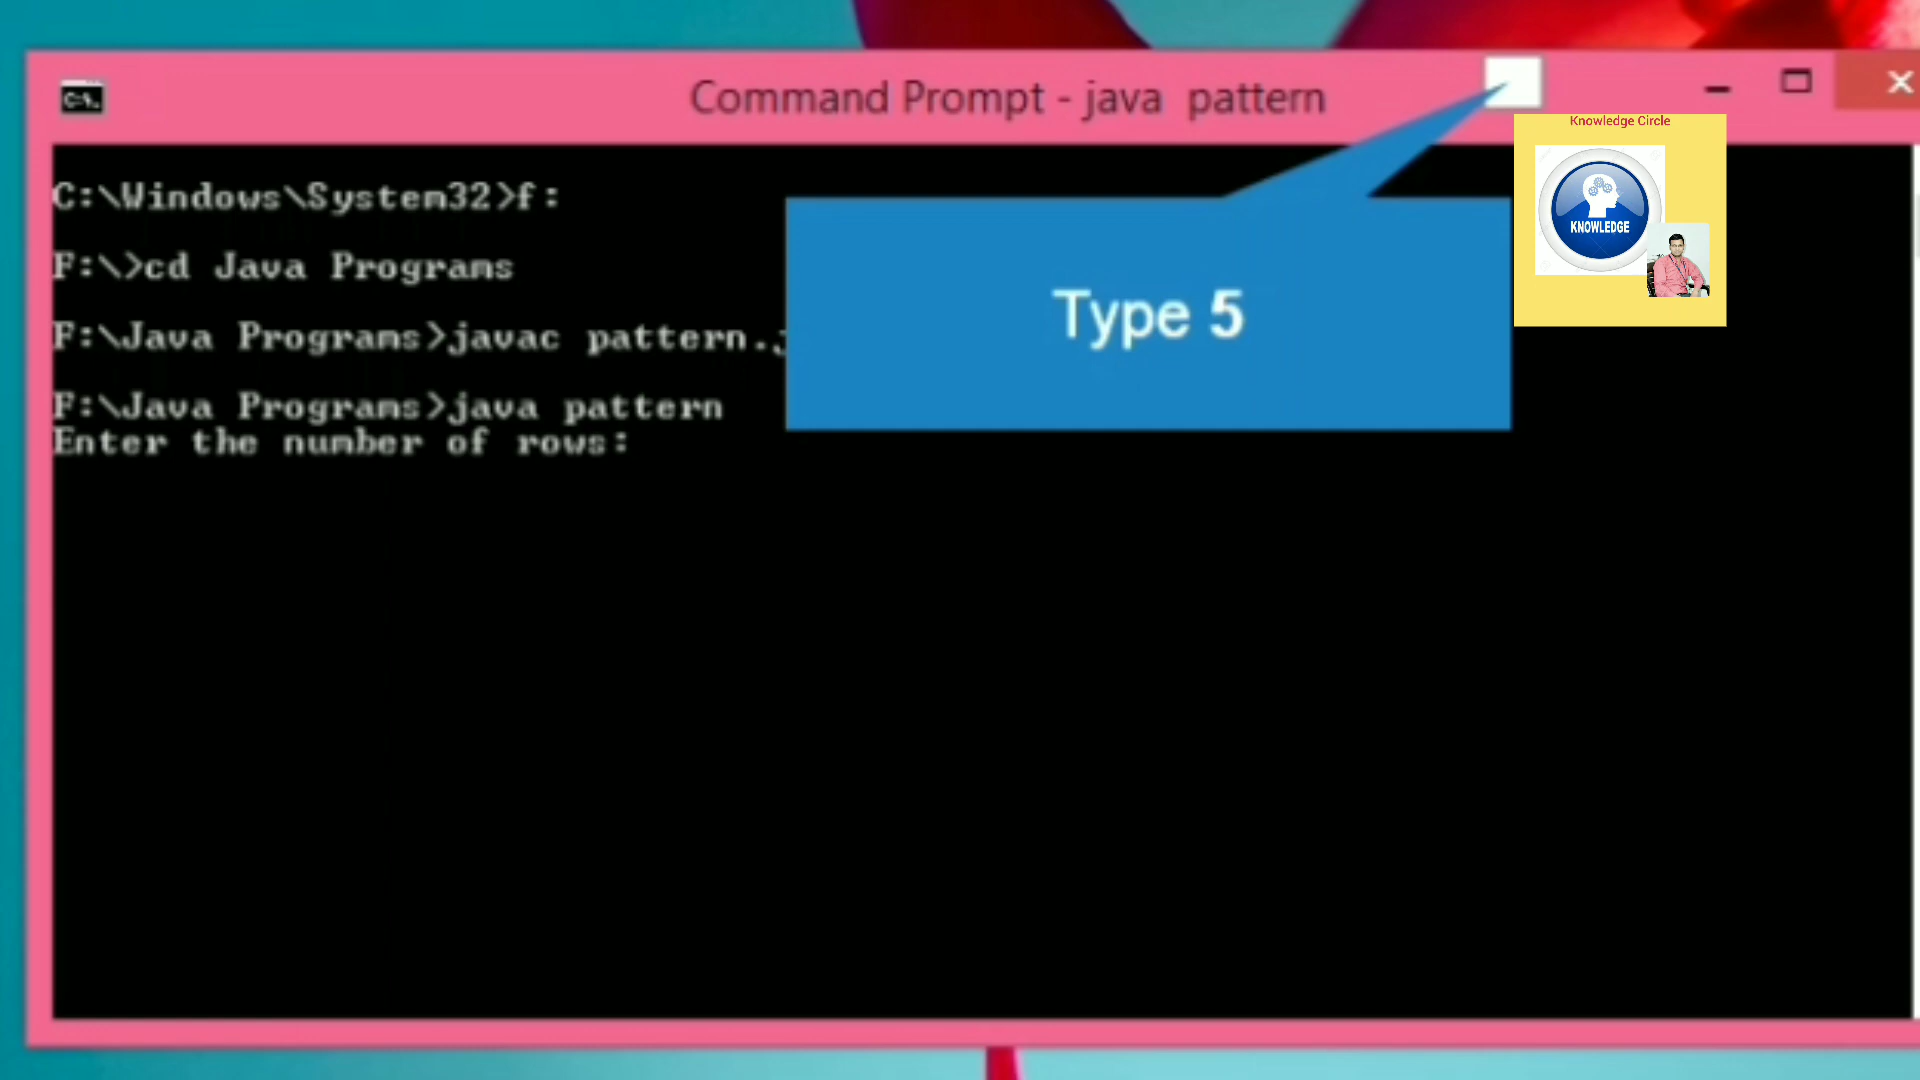 Command Prompt - java pattern
C:\.
Knowledge Circle
KNOWLEDGE
C:\Windows\System32>f:
F:\>cd Java Programs
F:\Java Programs>javac pattern.j
F:\Java Programs>java pattern
Enter the number of rows:
Type 5